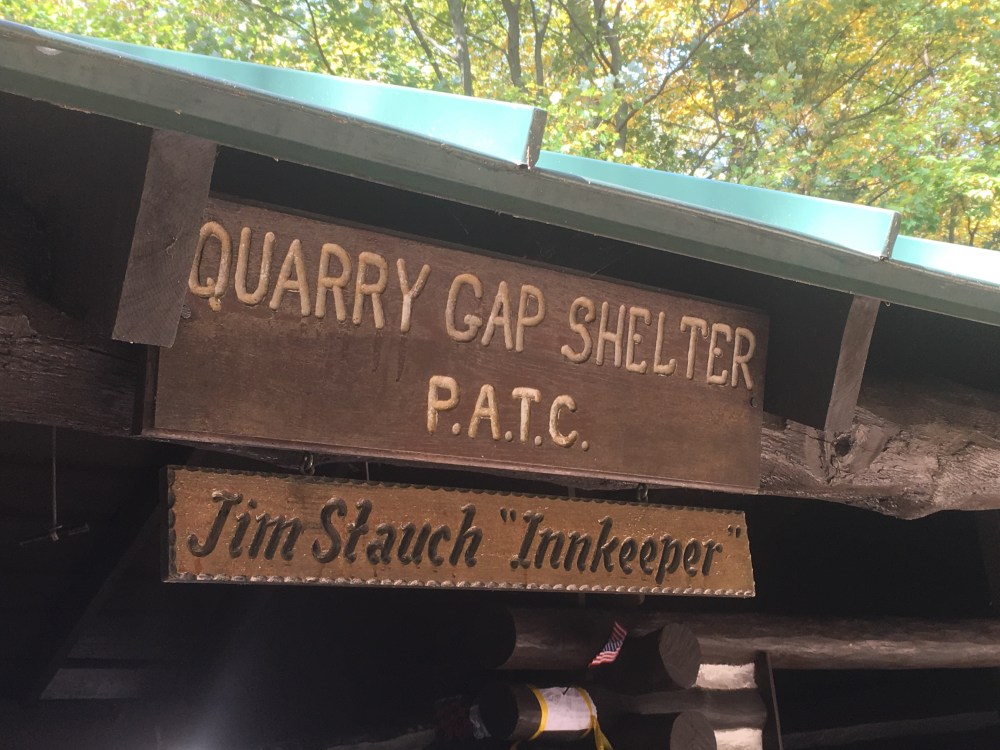 QUARRY GAP SHELTER
P.A.T.C.
Jim Stauch "Innkeeper"